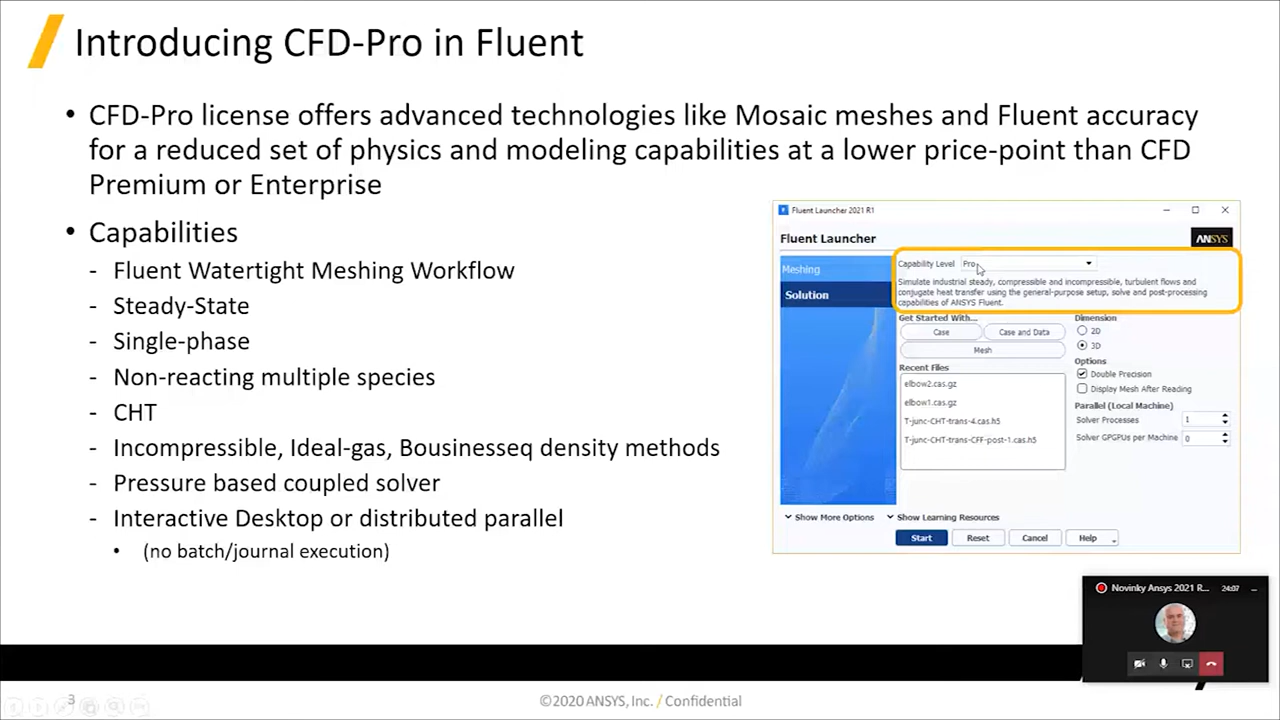 Introducing CFD-Pro in Fluent
• CFD-Pro license offers advanced technologies like Mosaic meshes and Fluent accuracy
for a reduced set of physics and modeling capabilities at a lower price-point than CFD
Premium or Enterprise
• Capabilities
- Fluent Watertight Meshing Workflow
- Steady-State
- Single-phase
- Non-reacting multiple species
- CHT
- Incompressible, Ideal-gas, Bousinesseq density methods
- Pressure based coupled solver
- Interactive Desktop or distributed parallel
• (no batch/journal execution)
Fluent Launcher 2021 R1
Fluent Launcher
ANSYS
Meshing
Solution
Capability Level Pro
Simulate industrial steady, compressible and incompressible, turbulent flows and
conjugate heat transfer using the general-purpose setup, solve and post-processing
capabilities of ANSYS Fluent.
Get Started With...
Case
Case and Data
Mesh
Recent Files
elbow2.cas.gz
elbow1.cas.gz
T-junc-CHT-trans-4.cas.h5
T-junc-CHT-trans-CFF-post-1.cas.h5
Dimension
2D
3D
Options
Double Precision
Display Mesh After Reading
Parallel (Local Machine)
Solver Processes 1
Solver GPGPUs per Machine 0
Show More Options
Show Learning Resources
Start
Reset
Cancel
Help
Novinky Ansys 2021 R... 24:07
3
©2020 ANSYS, Inc. / Confidential